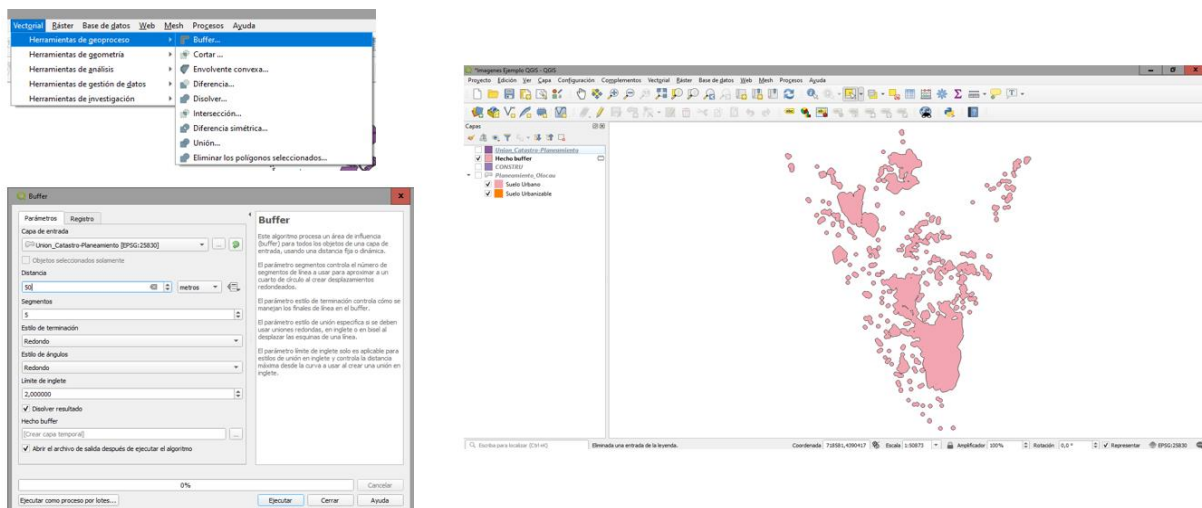 Vectorial Ráster Base de datos Web Mesh Procesos Ayuda
Herramientas de geoproceso
Herramientas de geometría
Herramientas de análisis
Herramientas de gestión de datos
Herramientas de investigación
Buffer...
Cortar...
Envolvente convexa...
Diferencia...
Disolver...
Intersección...
Diferencia simétrica...
Unión...
Eliminar los polígonos seleccionados...
Buffer
Parámetros Registro
Capa de entrada
Union_Catastro-Planeamiento [EPSG:25830]
Objetos seleccionados solamente
Distancia
50 metros
Segmentos
5
Estilo de terminación
Redondo
Estilo de ángulos
Redondo
Límite de inglete
2,000000
Disolver resultado
Hecho buffer
[Crear capa temporal]
Abrir el archivo de salida después de ejecutar el algoritmo
Buffer
Este algoritmo procesa un área de influencia
(buffer) para todos los objetos de una capa de
entrada, usando una distancia fija o dinámica.
El parámetro segmentos controla el número de
segmentos de línea a usar para aproximar a un
cuarto de círculo al crear desplazamientos
redondeados.
El parámetro estilo de terminación controla cómo se
manejan los finales de línea en el buffer.
El parámetro estilo de unión especifica si se deben
usar uniones redondas, en inglete o en bisel al
desplazar las esquinas de una línea.
El parámetro límite de inglete solo es aplicable para
estilos de unión en inglete y controla la distancia
máxima desde la curva a usar al crear una unión en
inglete.
0% Cancelar
Ejecutar como proceso por lotes... Ejecutar Cerrar Ayuda
*Imagenes Ejemplo QGIS - QGIS
Proyecto Edición Ver Capa Configuración Complementos Vectorial Ráster Base de datos Web Mesh Procesos Ayuda
Capas
Union_Catastro-Planeamiento
Hecho buffer
CONSTRU
Planeamiento_Olocau
Suelo Urbano
Suelo Urbanizable
Escriba para localizar (Ctrl+K) Eliminada una entrada de la leyenda. Coordenada 718581,4390417 Escala 1:50873 Amplificador 100% Rotación 0,0 ° Representar EPSG:25830